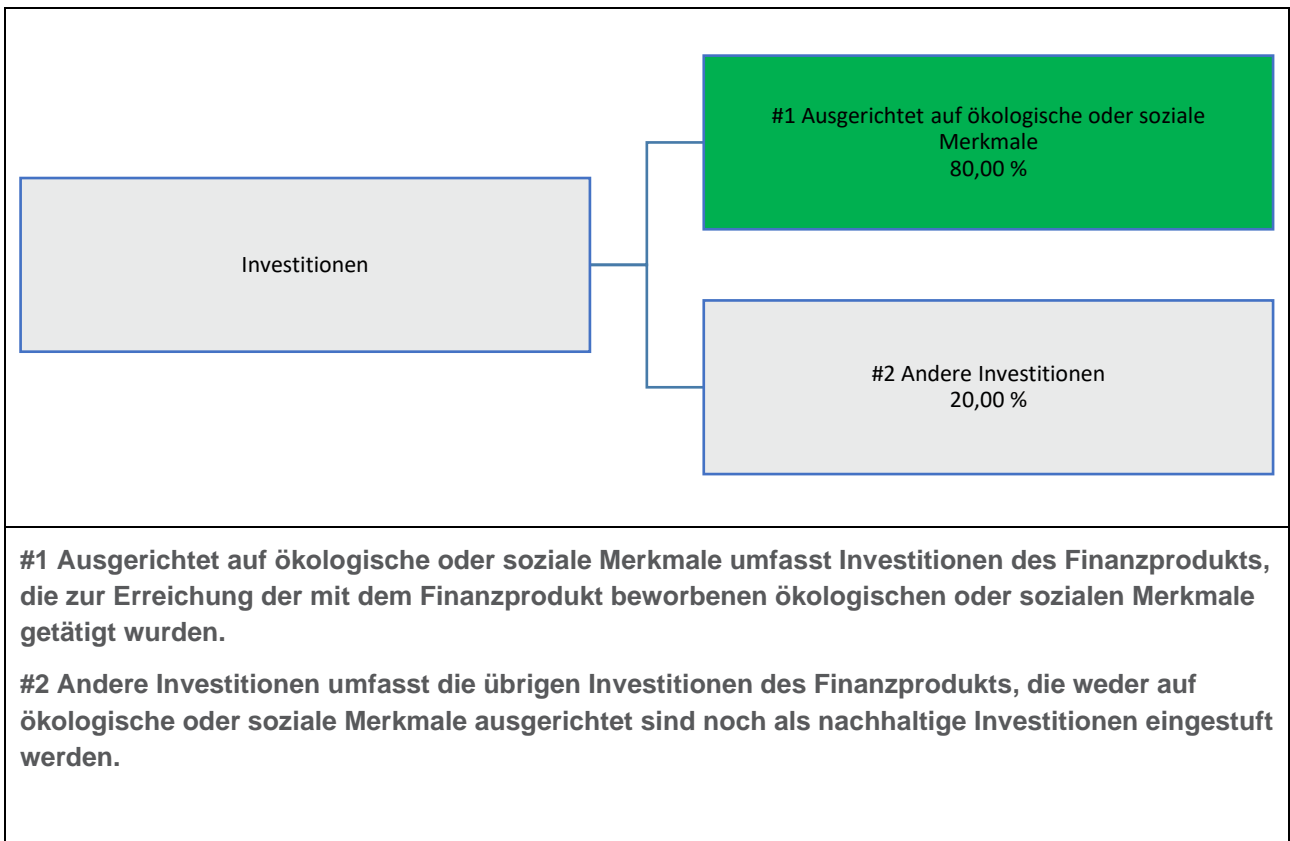 #1 Ausgerichtet auf ökologische oder soziale
Merkmale
80,00 %
Investitionen
#2 Andere Investitionen
20,00 %
#1 Ausgerichtet auf ökologische oder soziale Merkmale umfasst Investitionen des Finanzprodukts,
die zur Erreichung der mit dem Finanzprodukt beworbenen ökologischen oder sozialen Merkmale
getätigt wurden.
#2 Andere Investitionen umfasst die übrigen Investitionen des Finanzprodukts, die weder auf
ökologische oder soziale Merkmale ausgerichtet sind noch als nachhaltige Investitionen eingestuft
werden.